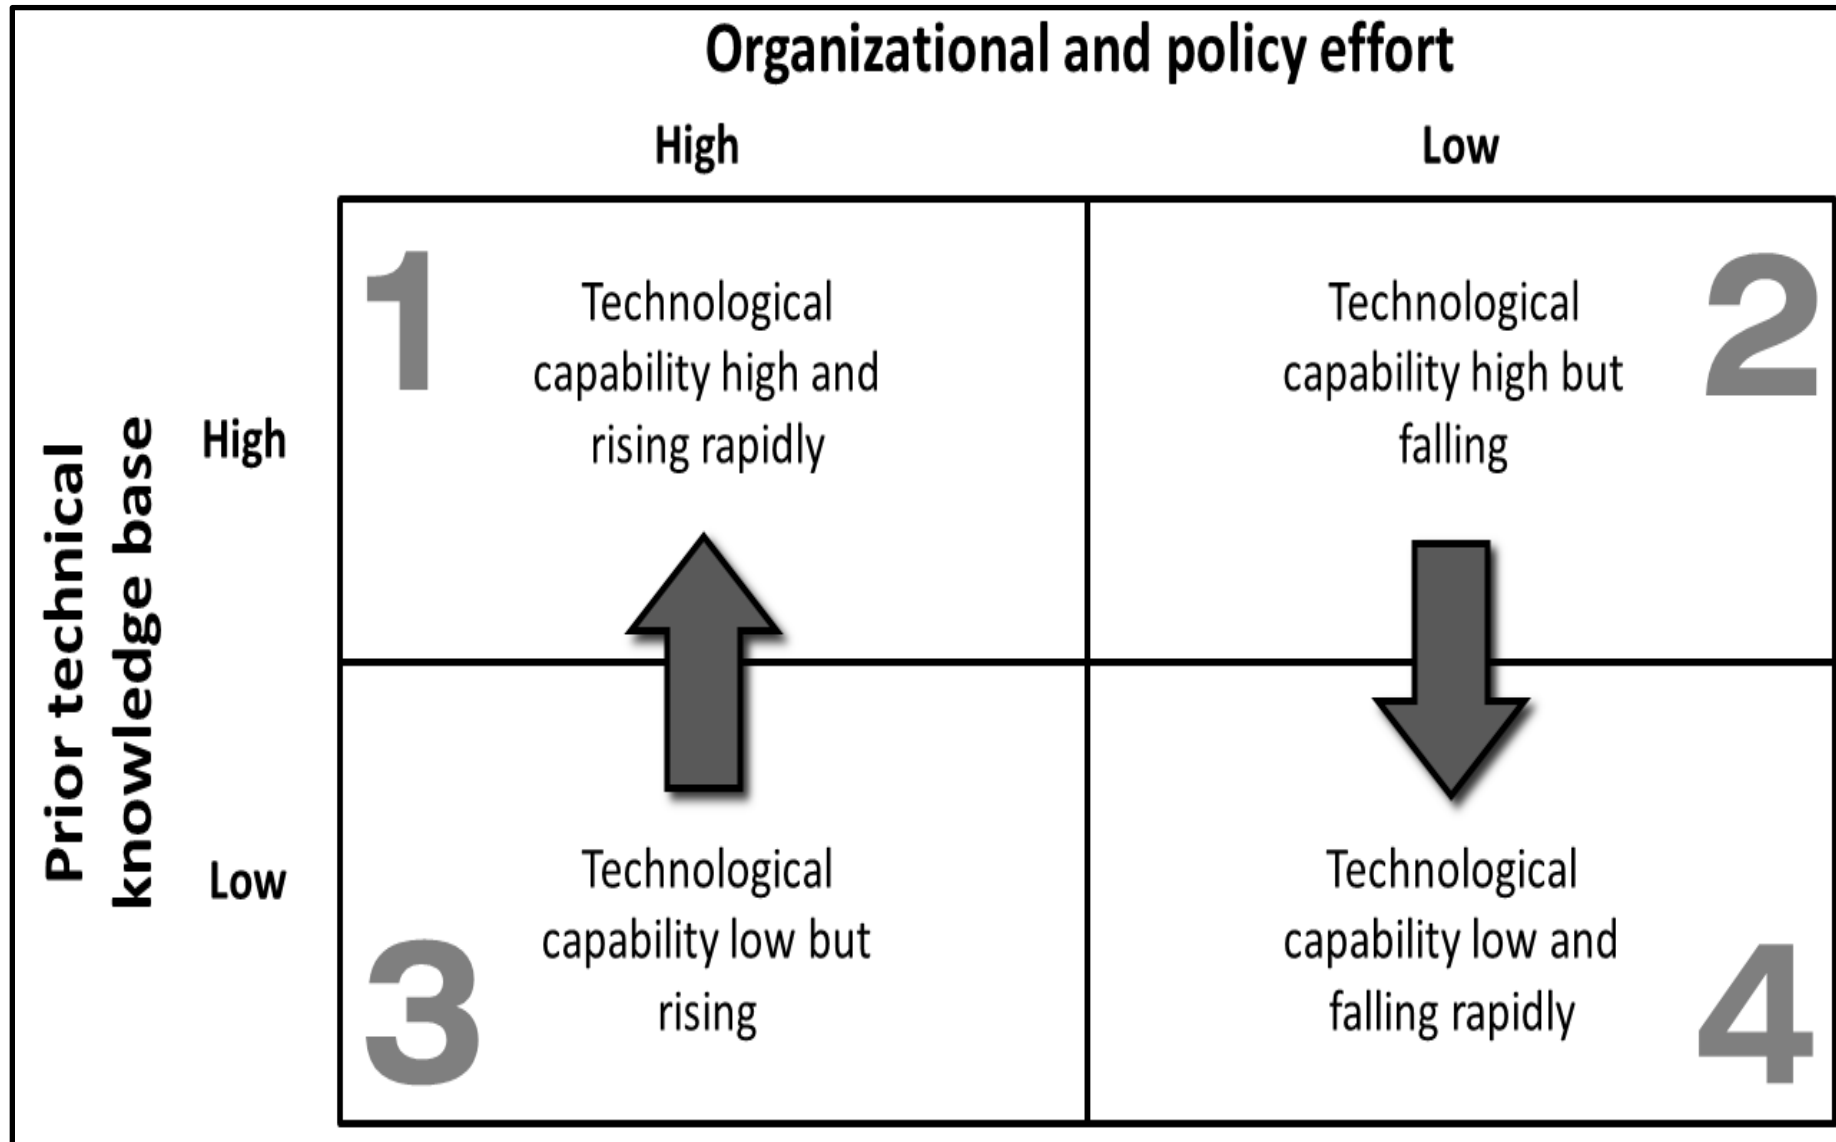 Organizational and policy effort
High
Low
Prior technical
knowledge base
High
1
Technological
capability high and
rising rapidly
Technological
capability high but
falling
2
Low
3
Technological
capability low but
rising
Technological
capability low and
falling rapidly
4